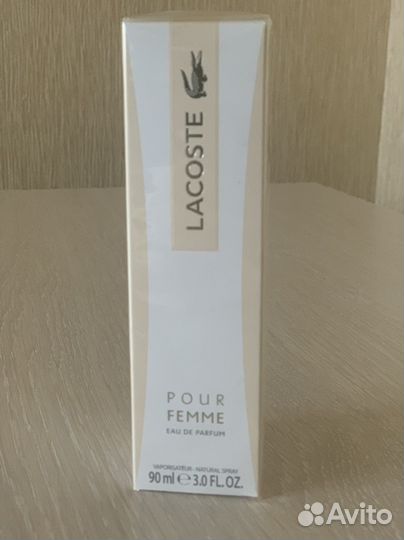 LACOSTE
POUR
FEMME
EAU DE PARFUM
VAPORISATEUR - NATURAL SPRAY
90 ml ℮ 3.0 FL. OZ.
Avito